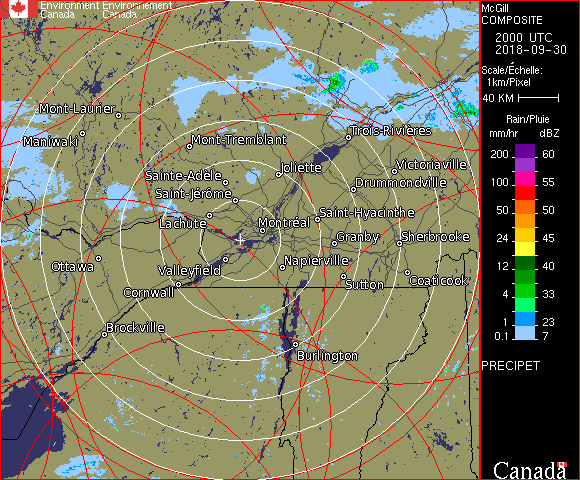 Environment Environnement
Canada Canada
McGill
COMPOSITE
2000 UTC
2018-09-30
Scale/Échelle:
1km/Pixel
40 KM
Rain/Pluie
mm/hr dBZ
200 60
100 55
50 50
24 45
12 40
4 33
1 23
0.1 7
PRECIPET
Canada
Mont-Laurier
Maniwaki
Mont-Tremblant
Trois-Rivières
Joliette
Victoriaville
Sainte-Adèle
Drummondville
Saint-Jérôme
Lachute
Saint-Hyacinthe
Montréal
Granby
Sherbrooke
Ottawa
Valleyfield
Napierville
Cornwall
Sutton
Coaticook
Brockville
Burlington